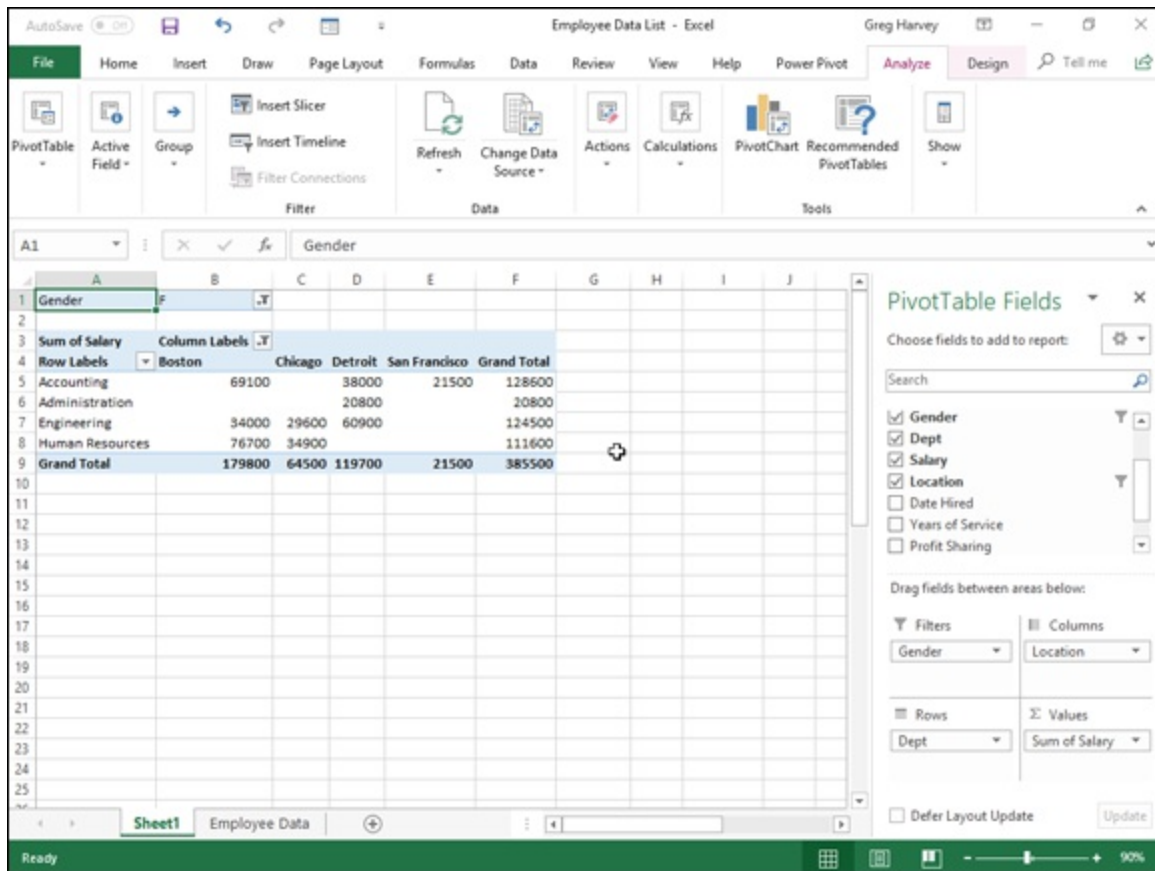 AutoSave Off Employee Data List - Excel Greg Harvey
File Home Insert Draw Page Layout Formulas Data Review View Help Power Pivot Analyze Design Tell me
Insert Slicer
Insert Timeline
Filter Connections
PivotTable Active Field Group Refresh Change Data Source Actions Calculations PivotChart Recommended PivotTables Show
Filter Data Tools
A1 fx Gender
A B C D E F G H I J
1 Gender F
2
3 Sum of Salary Column Labels
4 Row Labels Boston Chicago Detroit San Francisco Grand Total
5 Accounting 69100 38000 21500 128600
6 Administration 20800 20800
7 Engineering 34000 29600 60900 124500
8 Human Resources 76700 34900 111600
9 Grand Total 179800 64500 119700 21500 385500
10
11
12
13
14
15
16
17
18
19
20
21
22
23
24
25
PivotTable Fields
Choose fields to add to report:
Search
Gender
Dept
Salary
Location
Date Hired
Years of Service
Profit Sharing
Drag fields between areas below:
Filters Columns
Gender Location
Rows Σ Values
Dept Sum of Salary
Defer Layout Update Update
Sheet1 Employee Data
Ready 90%